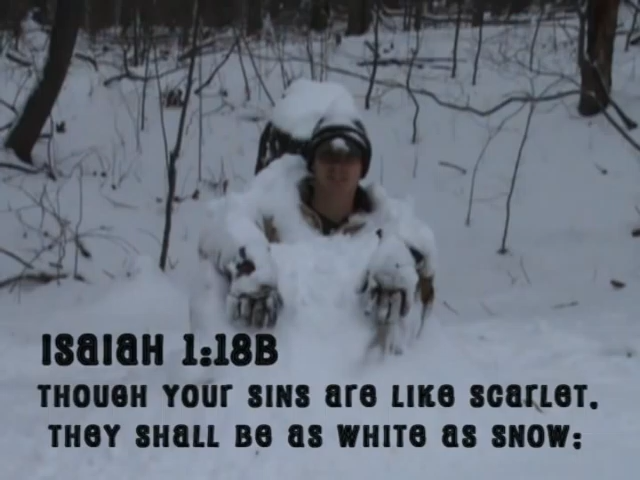 Isaiah 1:18b
Though your sins are like scarlet,
they shall be as white as snow;